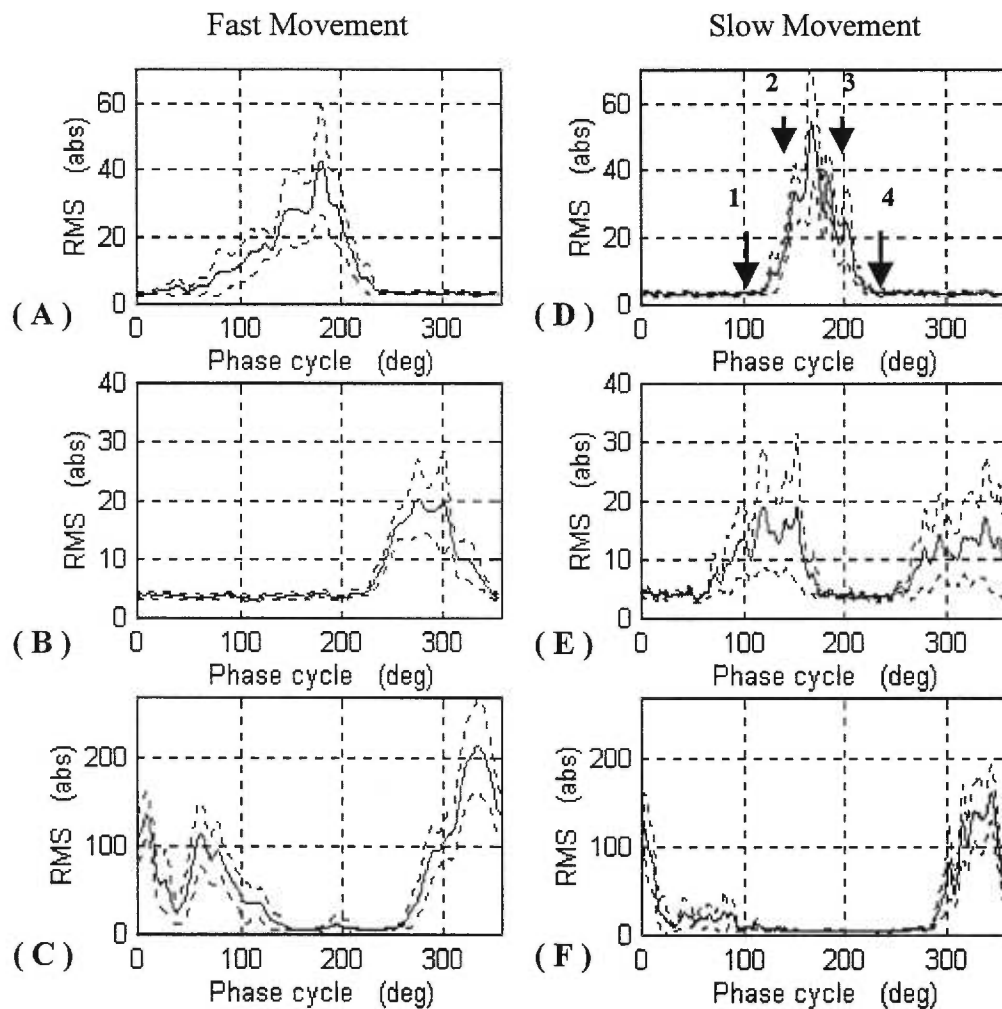 Fast Movement
Slow Movement
RMS (abs)
60
40
20
0
0 100 200 300
Phase cycle (deg)
( A )
RMS (abs)
60
40
20
0
2 3
1 4
0 100 200 300
Phase cycle (deg)
( D )
RMS (abs)
40
30
20
10
0
0 100 200 300
Phase cycle (deg)
( B )
RMS (abs)
40
30
20
10
0
0 100 200 300
Phase cycle (deg)
( E )
RMS (abs)
200
100
0
0 100 200 300
Phase cycle (deg)
( C )
RMS (abs)
200
100
0
0 100 200 300
Phase cycle (deg)
( F )